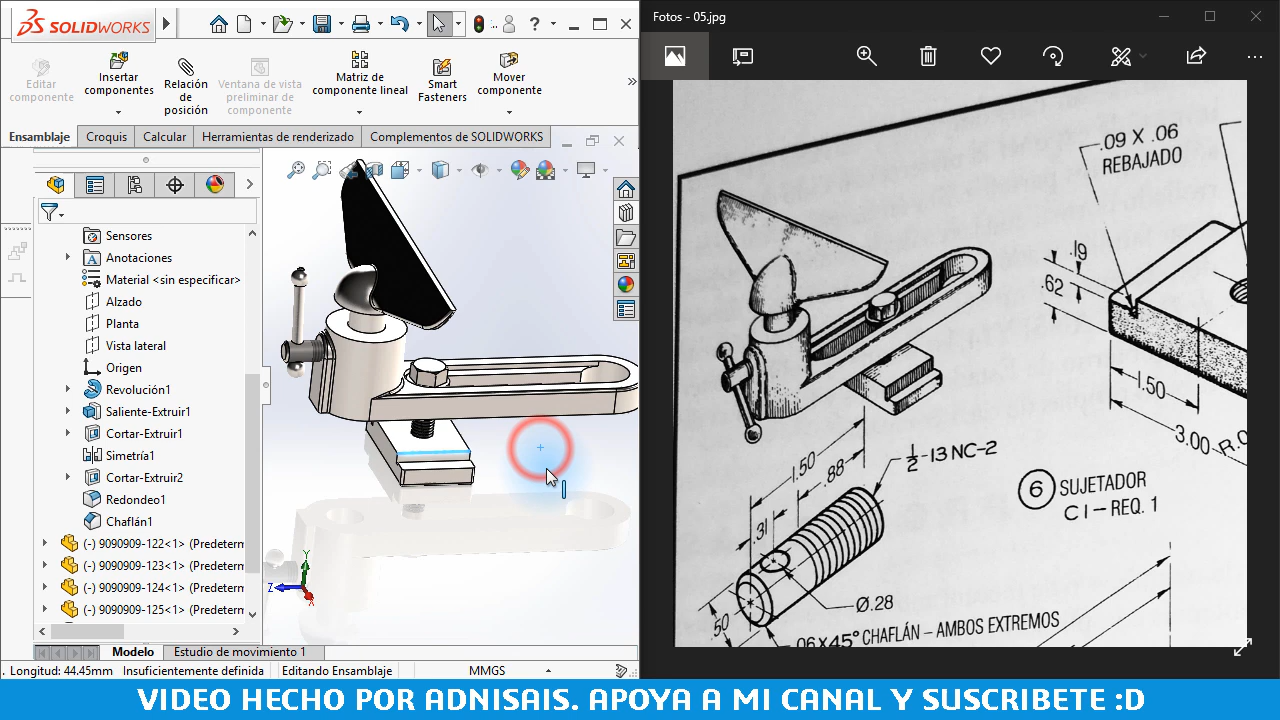 SOLIDWORKS
Editar componente
Insertar componentes
Relación de posición
Ventana de vista preliminar de componente
Matriz de componente lineal
Smart Fasteners
Mover componente
Ensamblaje
Croquis
Calcular
Herramientas de renderizado
Complementos de SOLIDWORKS
Sensores
Anotaciones
Material <sin especificar>
Alzado
Planta
Vista lateral
Origen
Revolución1
Saliente-Extruir1
Cortar-Extruir1
Simetría1
Cortar-Extruir2
Redondeo1
Chaflán1
(-) 9090909-122<1> (Predeterm
(-) 9090909-123<1> (Predeterm
(-) 9090909-124<1> (Predeterm
(-) 9090909-125<1> (Predeterm
Y
Z
X
Modelo
Estudio de movimiento 1
Longitud: 44.45mm
Insuficientemente definida
Editando Ensamblaje
MMGS
Fotos - 05.jpg
.09 X .06
REBAJADO
.19
.62
1.50
3.00
1.50
.88
.31
½-13 NC-2
6 SUJETADOR
C I – REQ. 1
Ø.28
.50
.06 X 45° CHAFLÁN – AMBOS EXTREMOS
VIDEO HECHO POR ADNISAIS. APOYA A MI CANAL Y SUSCRIBETE :D